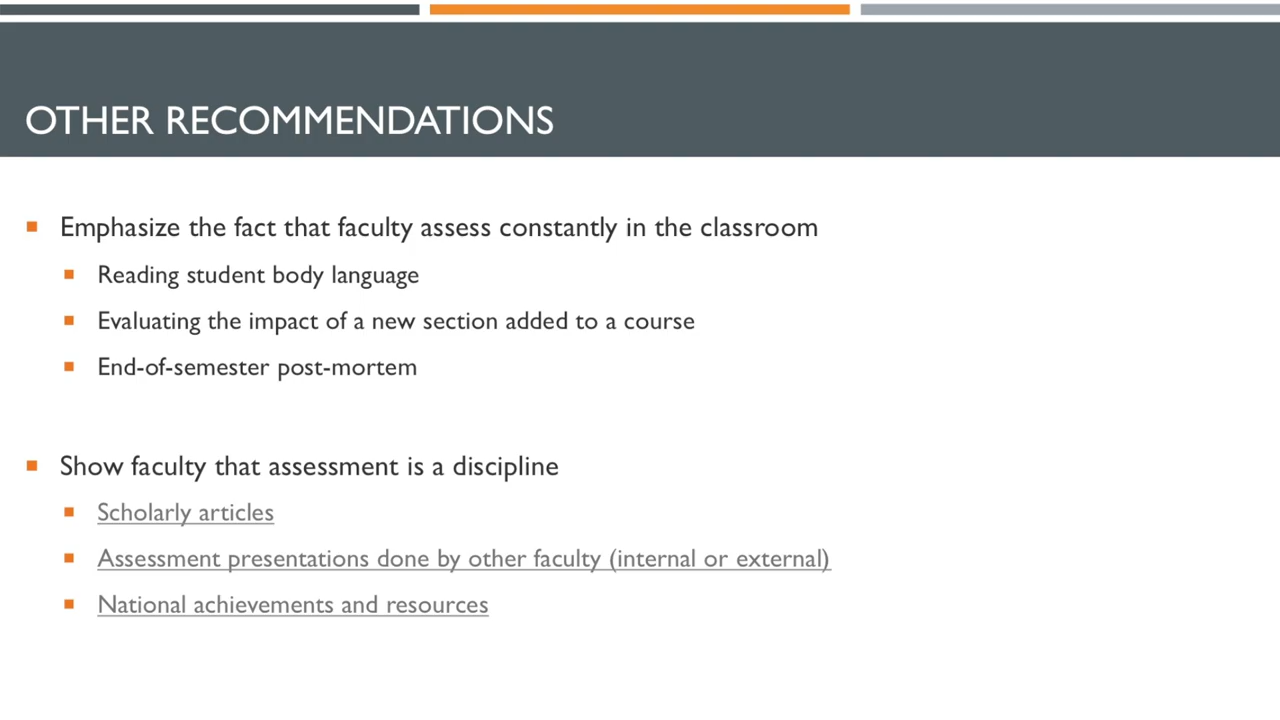 OTHER RECOMMENDATIONS
Emphasize the fact that faculty assess constantly in the classroom
Reading student body language
Evaluating the impact of a new section added to a course
End-of-semester post-mortem
Show faculty that assessment is a discipline
Scholarly articles
Assessment presentations done by other faculty (internal or external)
National achievements and resources